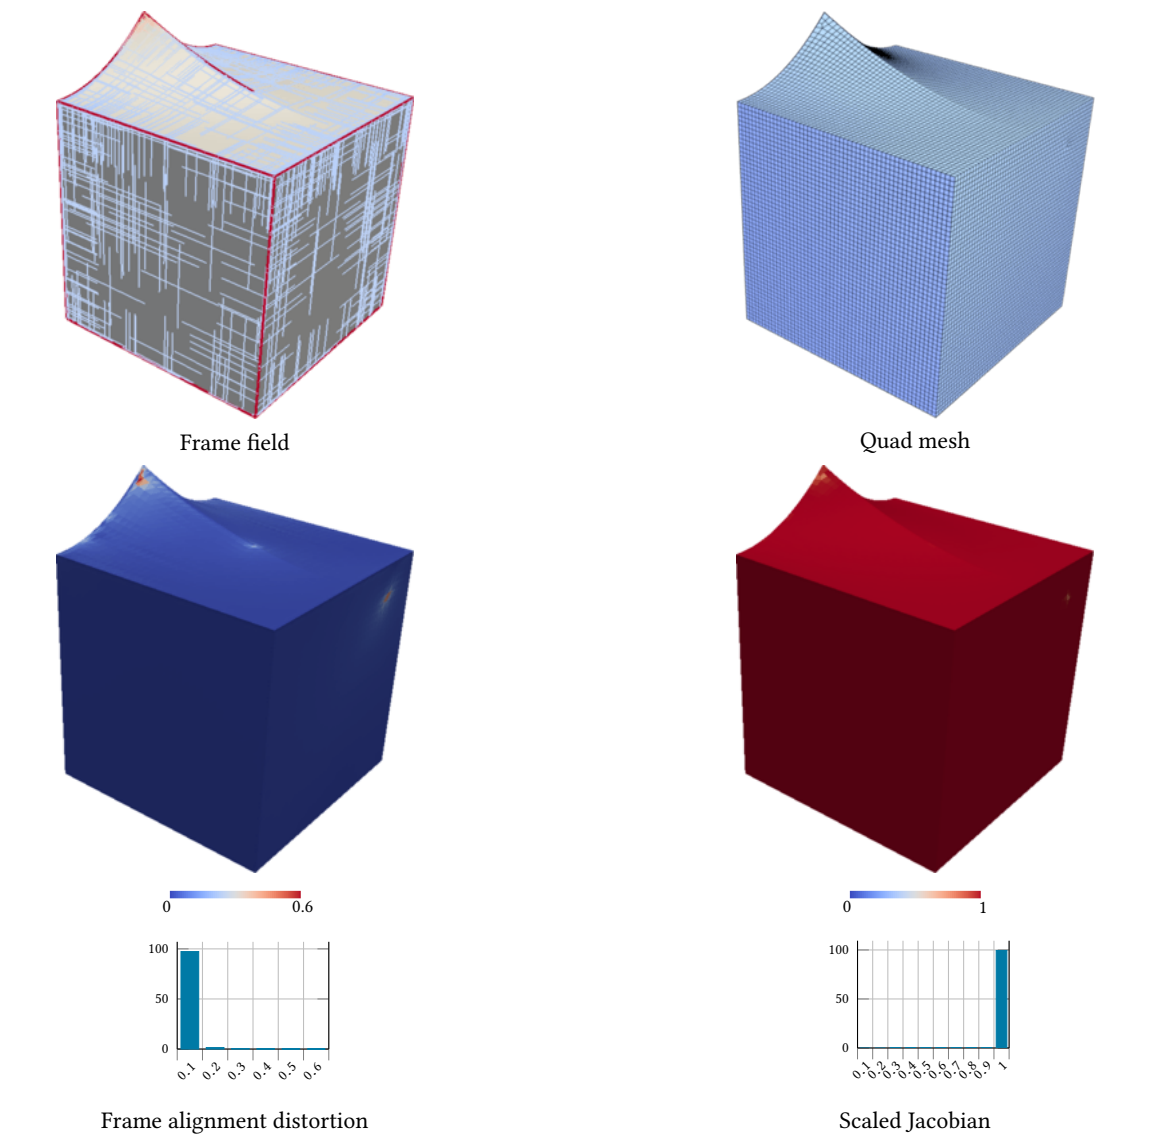 Frame field
Quad mesh
0 0.6
0 1
100
50
0
0.1 0.2 0.3 0.4 0.5 0.6
100
50
0
0.1 0.2 0.3 0.4 0.5 0.6 0.7 0.8 0.9 1
Frame alignment distortion
Scaled Jacobian